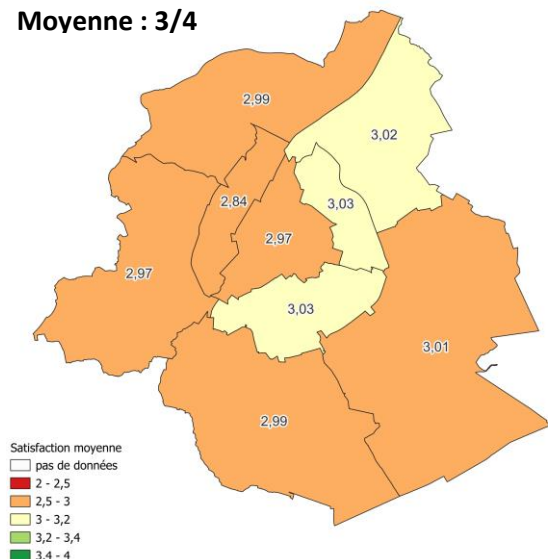 Moyenne : 3/4
2,99
3,02
2,84
3,03
2,97
2,97
3,03
3,01
2,99
Satisfaction moyenne
pas de données
2 - 2,5
2,5 - 3
3 - 3,2
3,2 - 3,4
3,4 - 4